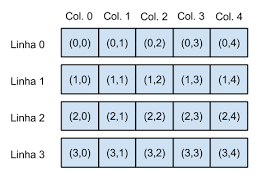 Col. 0 Col. 1 Col. 2 Col. 3 Col. 4
Linha 0 (0,0) (0,1) (0,2) (0,3) (0,4)
Linha 1 (1,0) (1,1) (1,2) (1,3) (1,4)
Linha 2 (2,0) (2,1) (2,2) (2,3) (2,4)
Linha 3 (3,0) (3,1) (3,2) (3,3) (3,4)